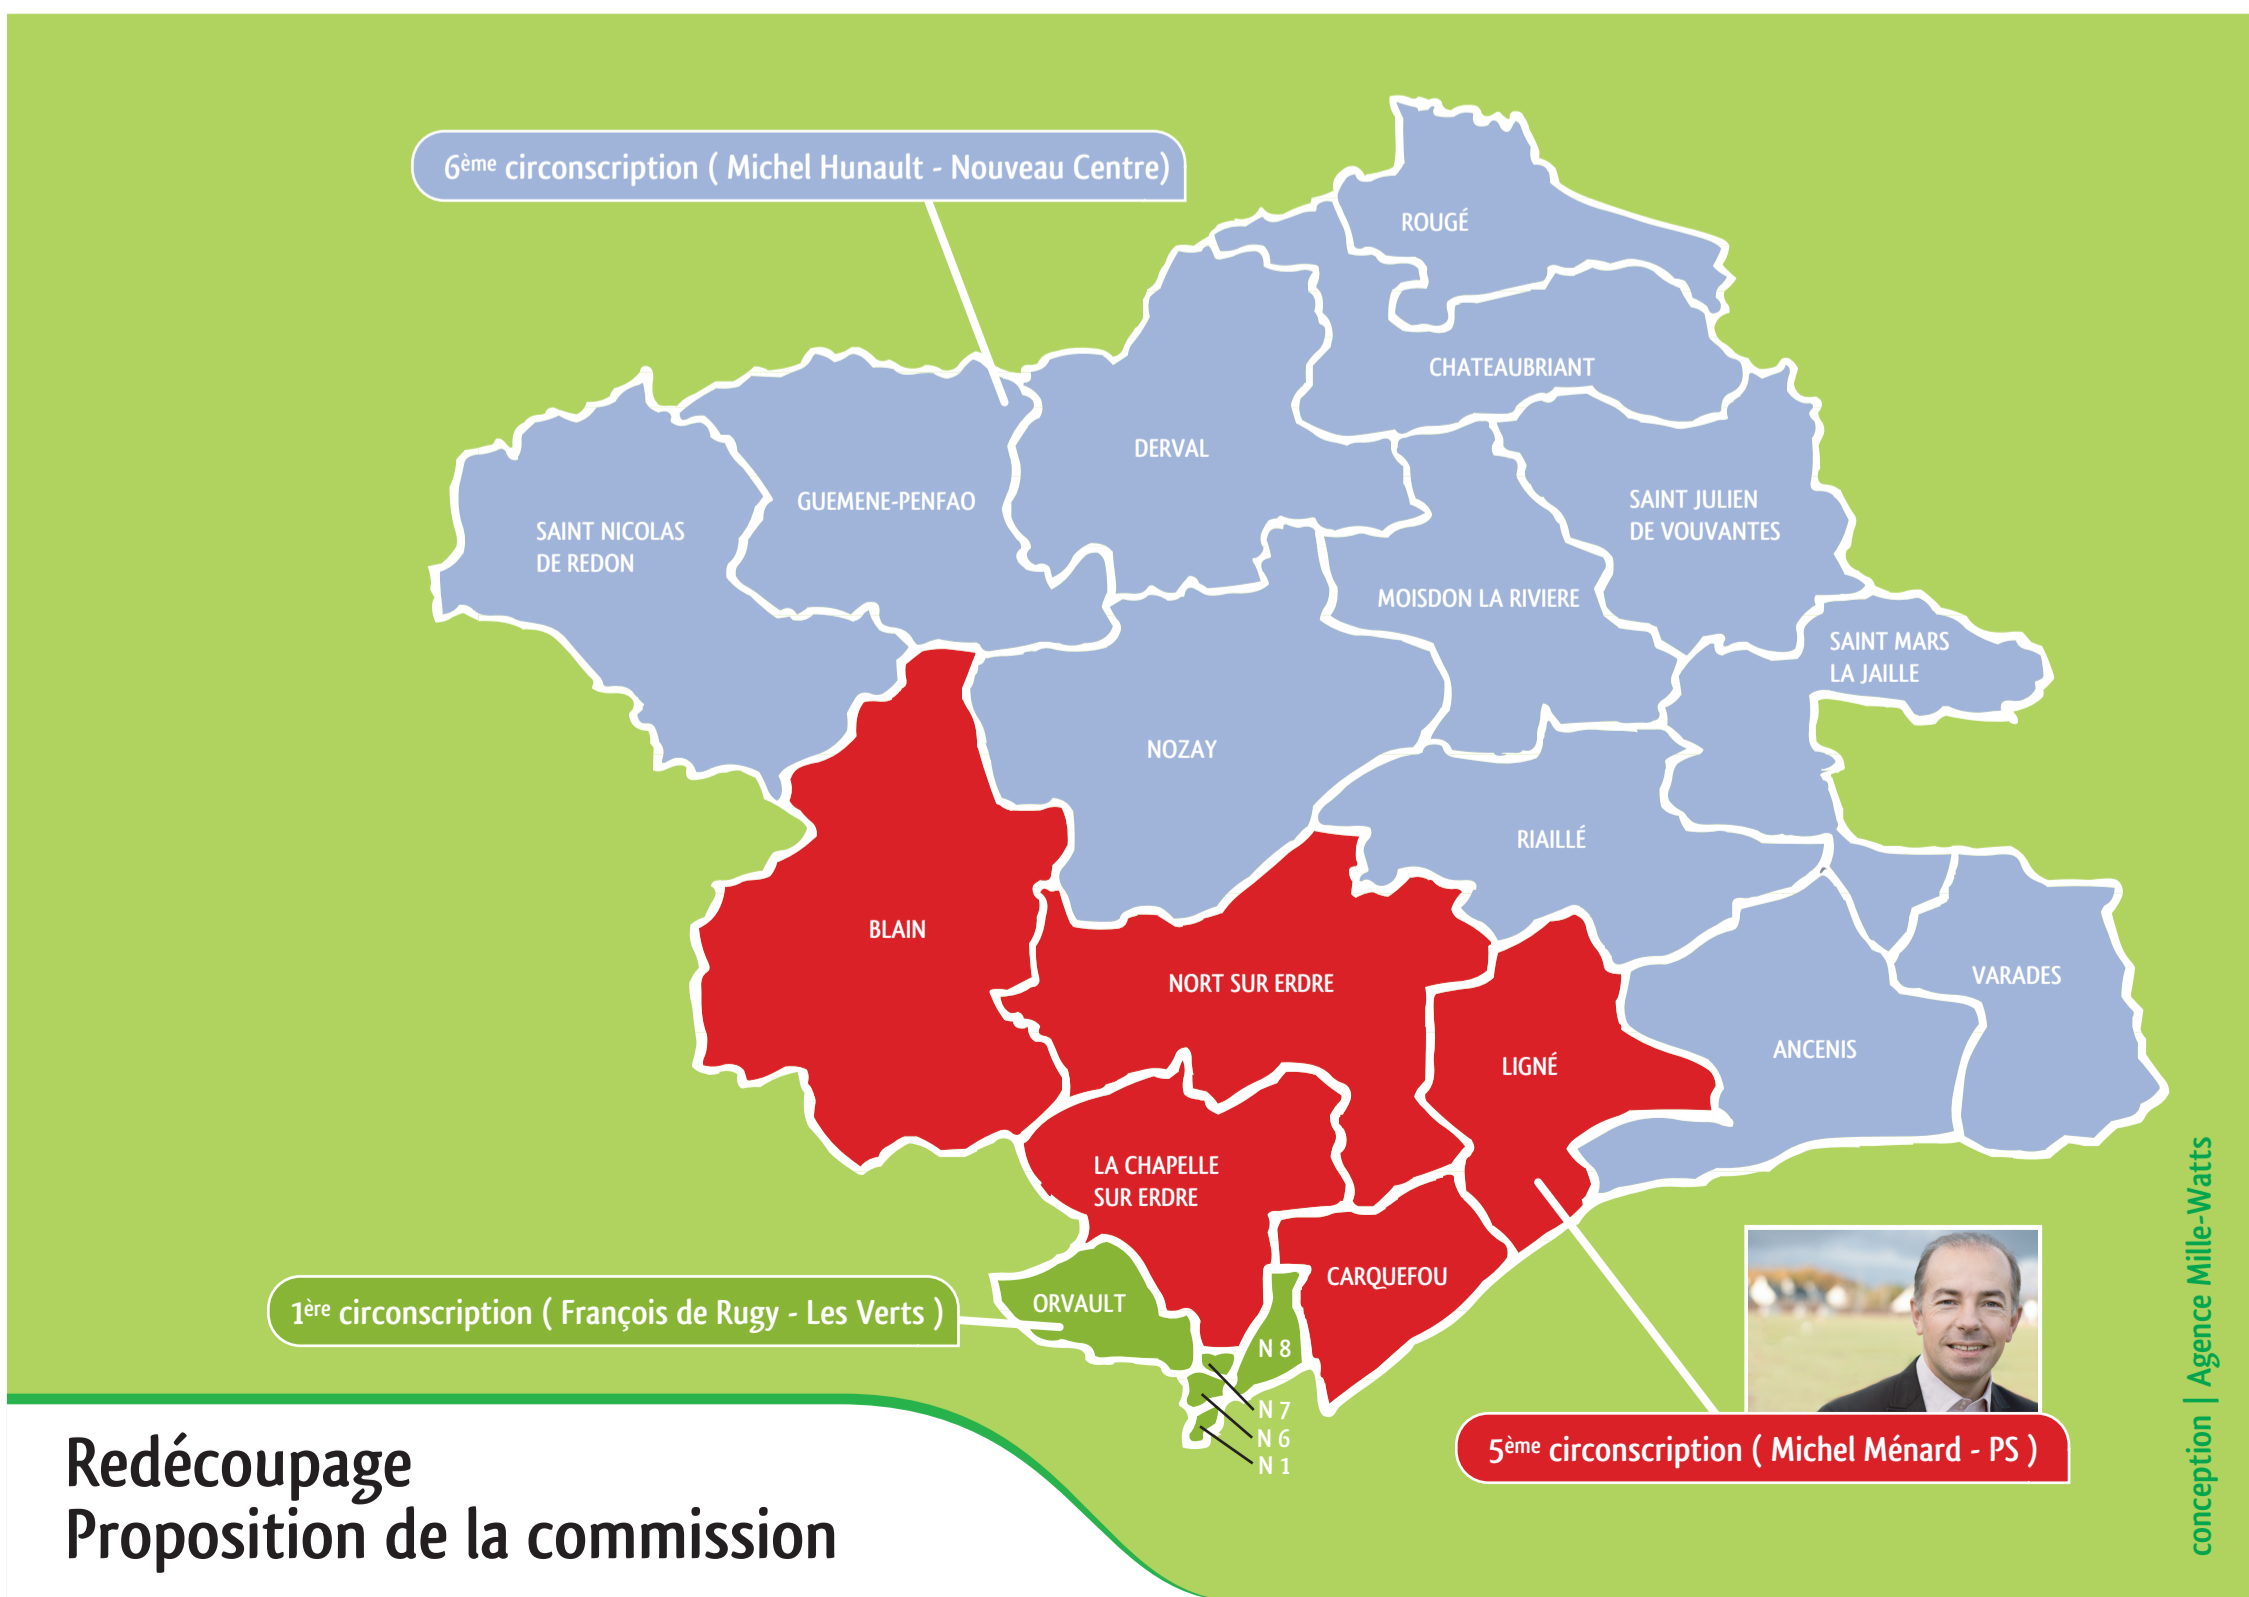 6ème circonscription ( Michel Hunault - Nouveau Centre)
ROUGÉ
CHATEAUBRIANT
DERVAL
GUEMENE-PENFAO
SAINT JULIEN
DE VOUVANTES
SAINT NICOLAS
DE REDON
MOISDON LA RIVIERE
SAINT MARS
LA JAILLE
NOZAY
RIAILLÉ
BLAIN
NORT SUR ERDRE
VARADES
ANCENIS
LIGNÉ
LA CHAPELLE
SUR ERDRE
CARQUEFOU
ORVAULT
1ère circonscription ( François de Rugy - Les Verts )
N 8
N 7
N 6
N 1
5ème circonscription ( Michel Ménard - PS )
Redécoupage
Proposition de la commission
conception | Agence Mille-Watts